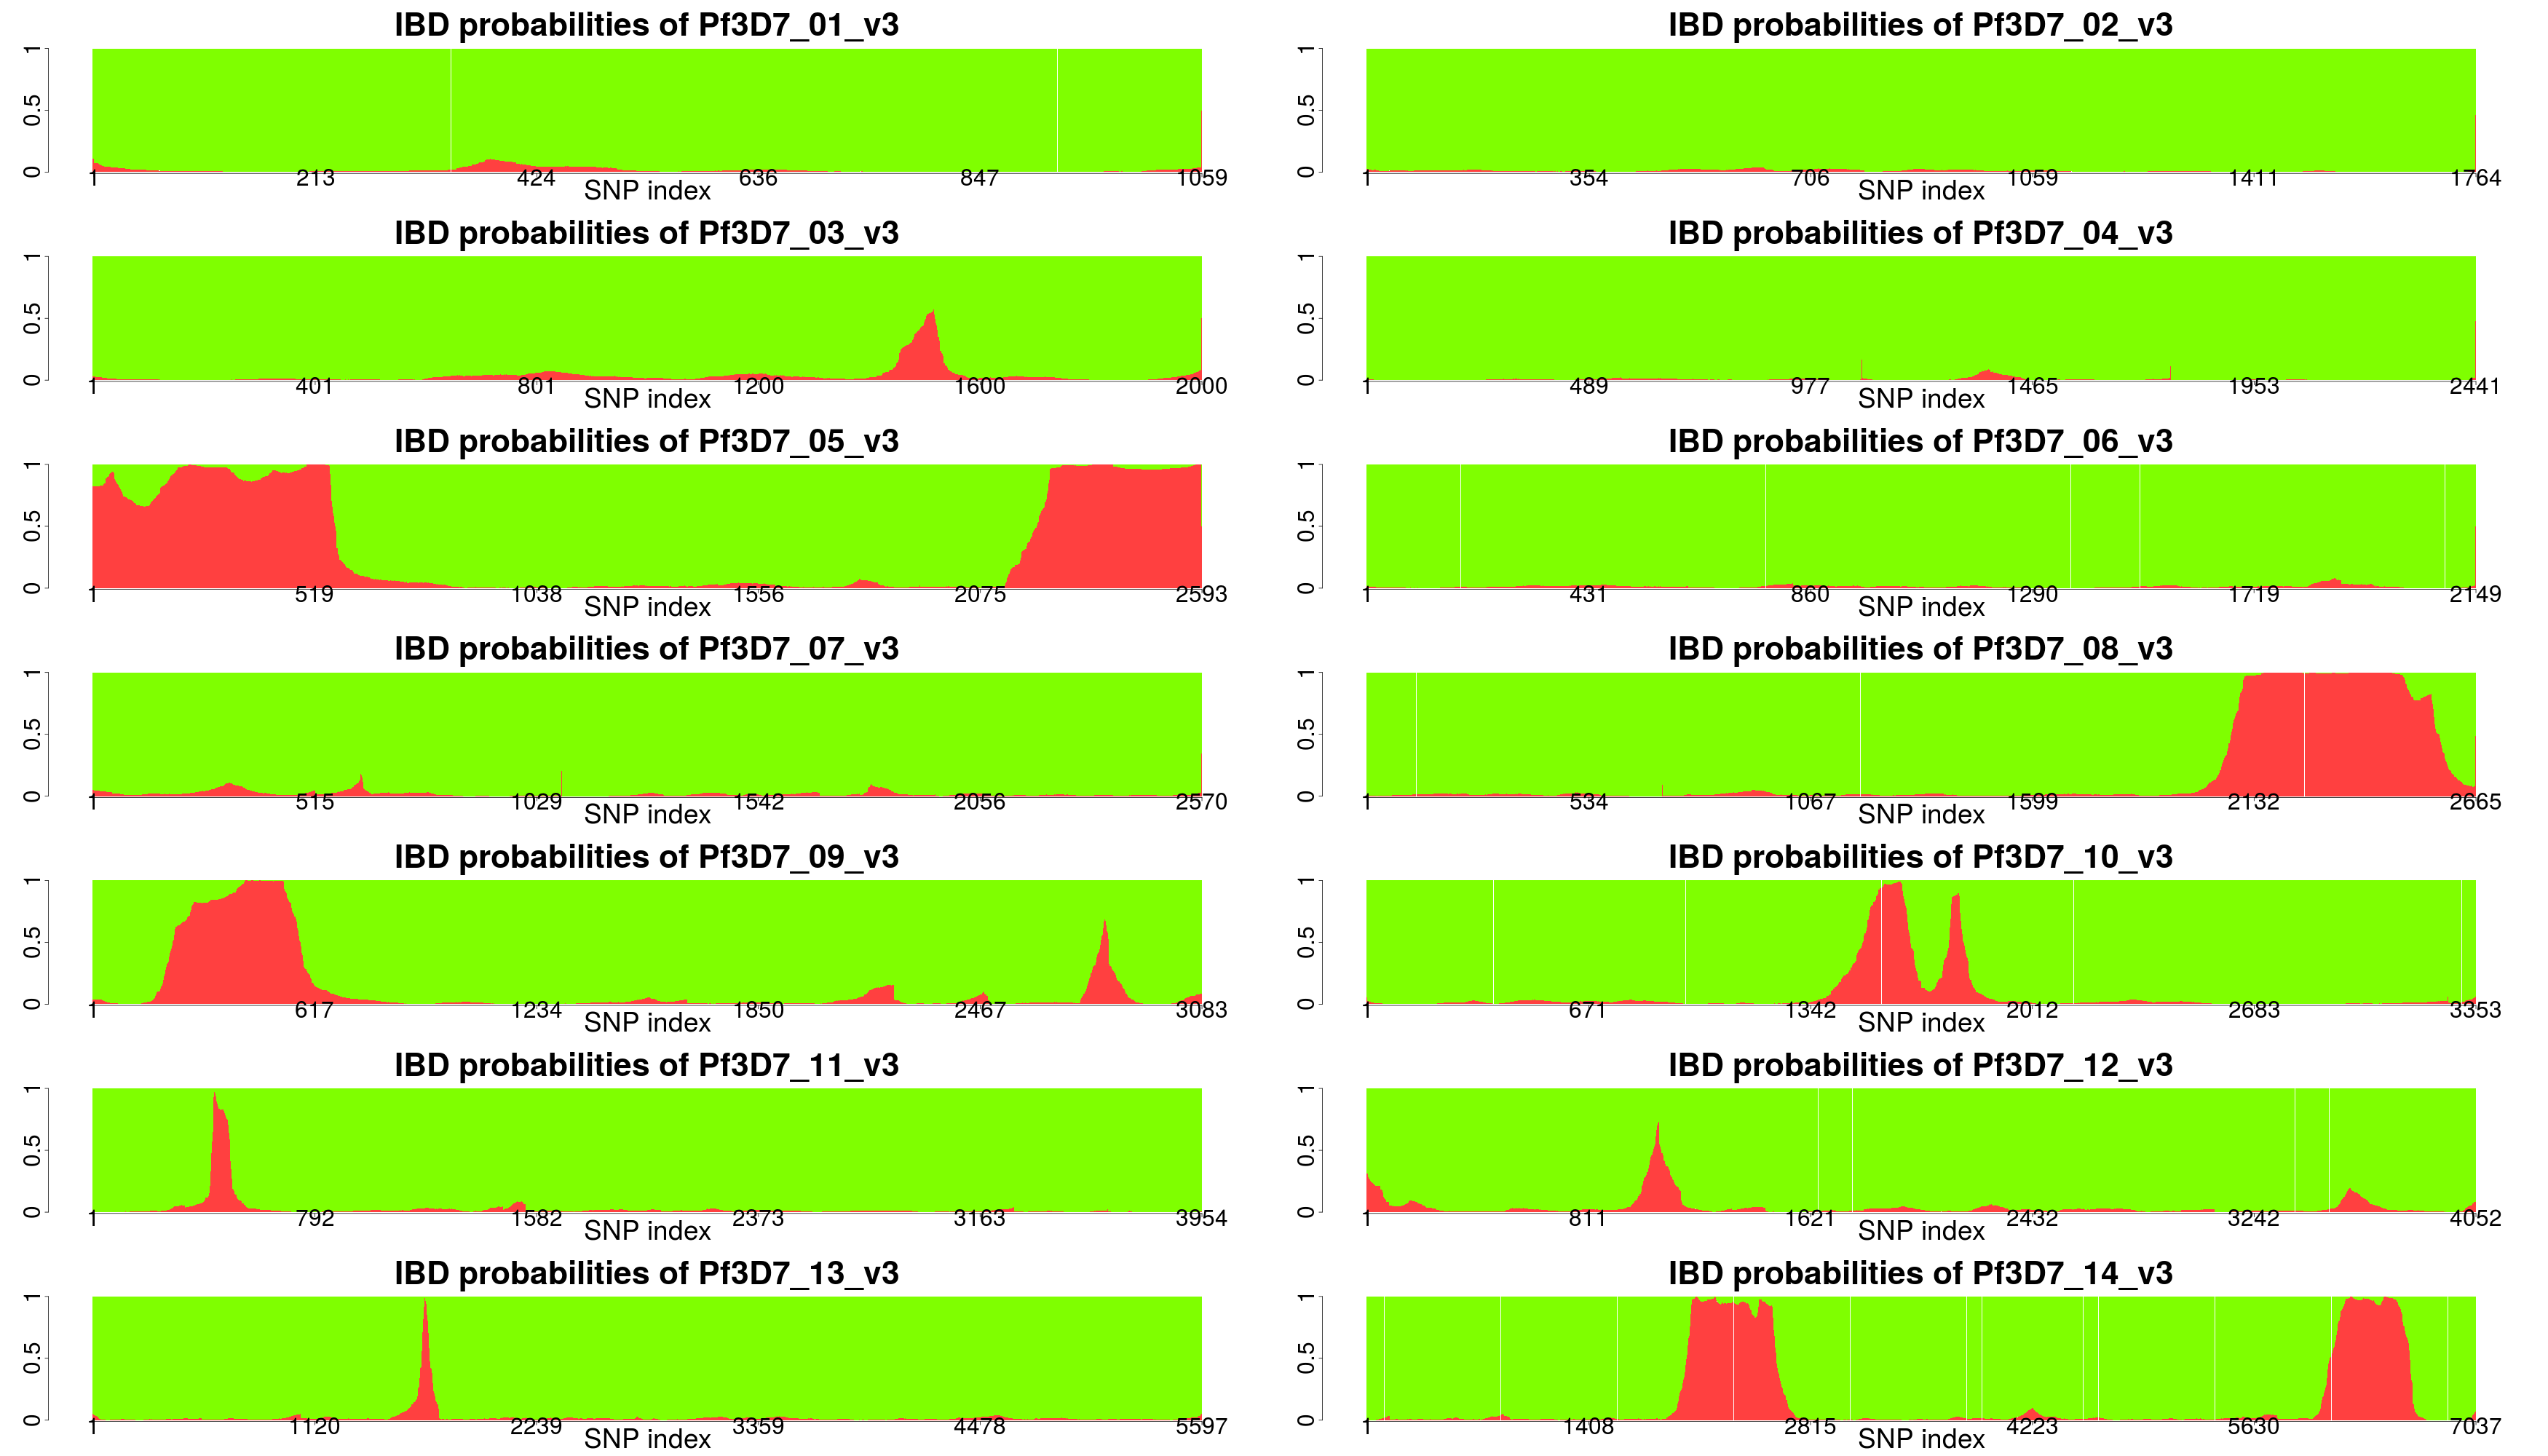 IBD probabilities of Pf3D7_01_v3
0 0.5 1
1 213 424 636 847 1059
SNP index
IBD probabilities of Pf3D7_02_v3
0 0.5 1
1 354 706 1059 1411 1764
SNP index
IBD probabilities of Pf3D7_03_v3
0 0.5 1
1 401 801 1200 1600 2000
SNP index
IBD probabilities of Pf3D7_04_v3
0 0.5 1
1 489 977 1465 1953 2441
SNP index
IBD probabilities of Pf3D7_05_v3
0 0.5 1
1 519 1038 1556 2075 2593
SNP index
IBD probabilities of Pf3D7_06_v3
0 0.5 1
1 431 860 1290 1719 2149
SNP index
IBD probabilities of Pf3D7_07_v3
0 0.5 1
1 515 1029 1542 2056 2570
SNP index
IBD probabilities of Pf3D7_08_v3
0 0.5 1
1 534 1067 1599 2132 2665
SNP index
IBD probabilities of Pf3D7_09_v3
0 0.5 1
1 617 1234 1850 2467 3083
SNP index
IBD probabilities of Pf3D7_10_v3
0 0.5 1
1 671 1342 2012 2683 3353
SNP index
IBD probabilities of Pf3D7_11_v3
0 0.5 1
1 792 1582 2373 3163 3954
SNP index
IBD probabilities of Pf3D7_12_v3
0 0.5 1
1 811 1621 2432 3242 4052
SNP index
IBD probabilities of Pf3D7_13_v3
0 0.5 1
1 1120 2239 3359 4478 5597
SNP index
IBD probabilities of Pf3D7_14_v3
0 0.5 1
1 1408 2815 4223 5630 7037
SNP index